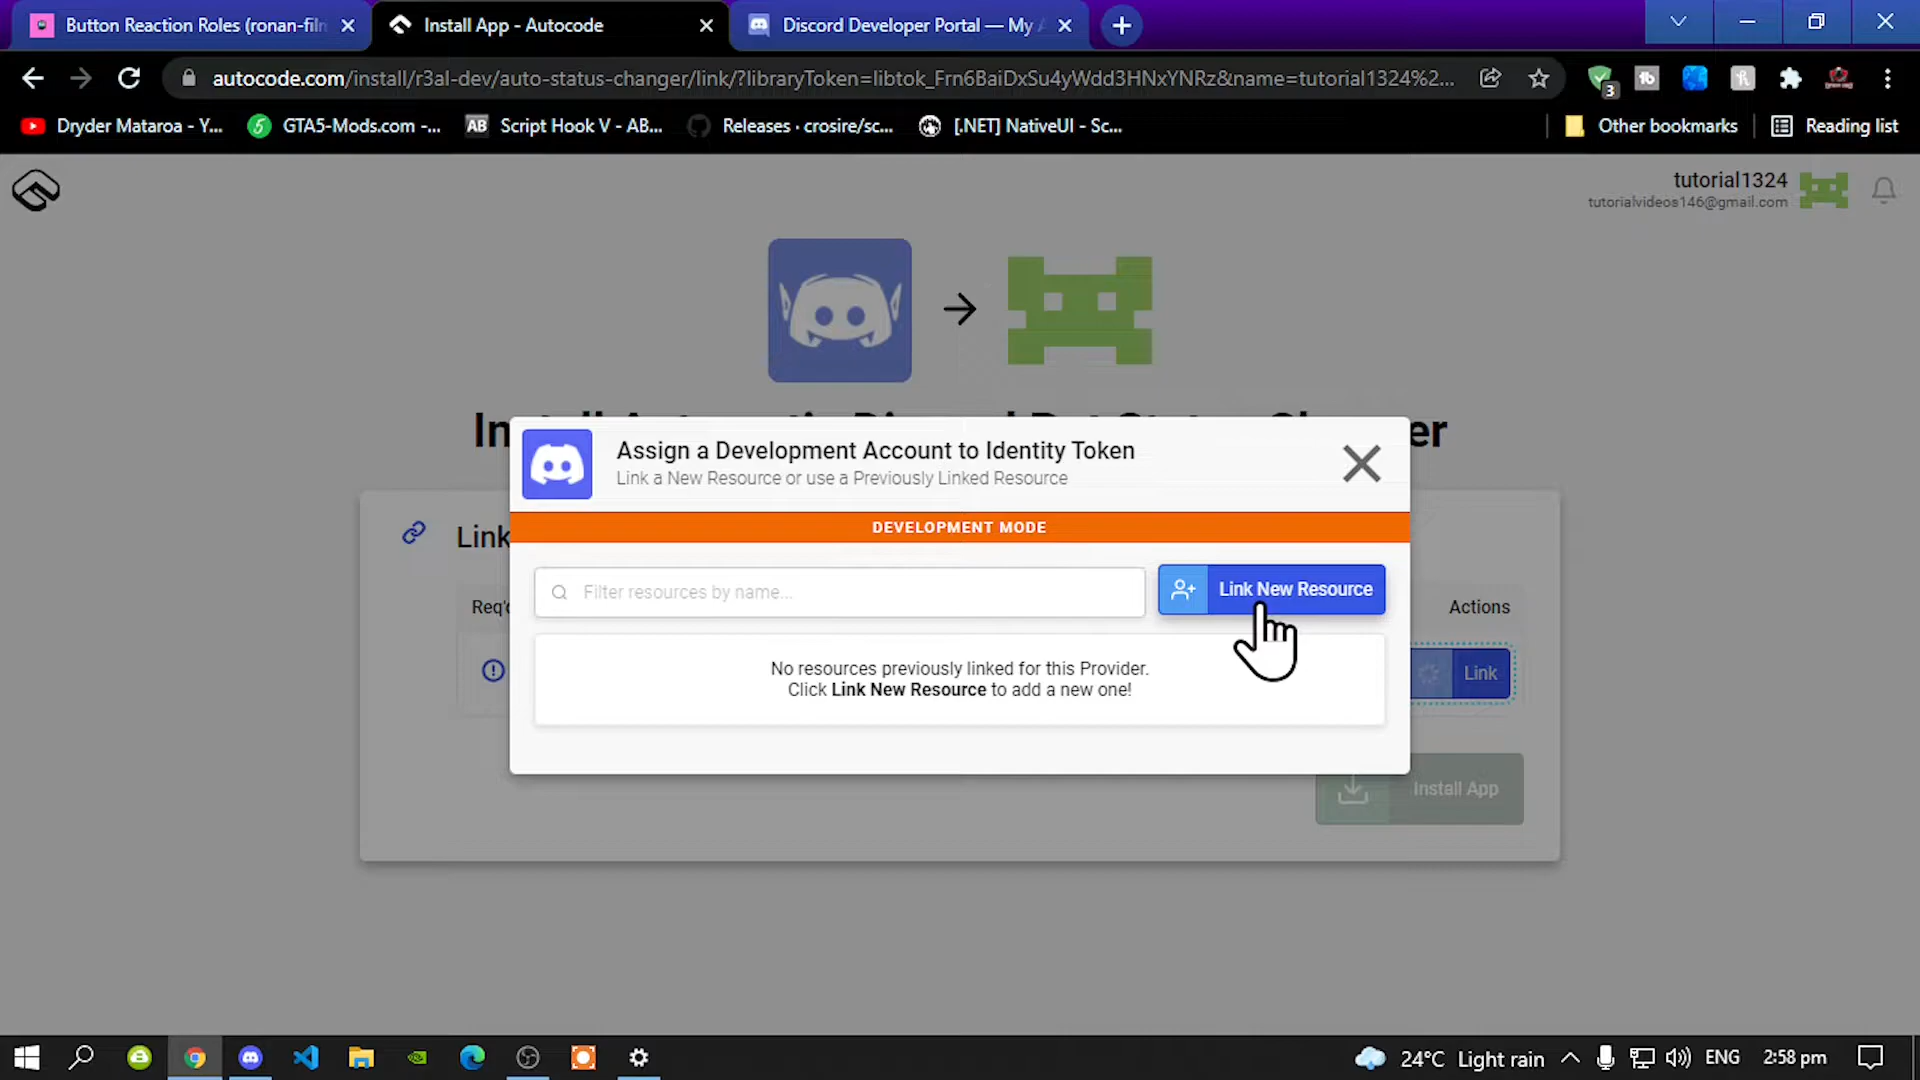 Button Reaction Roles (ronan-film
Install App - Autocode
Discord Developer Portal — My A
autocode.com/install/r3al-dev/auto-status-changer/link/?libraryToken=libtok_Frn6BaiDxSu4yWdd3HNxYNRz&name=tutorial1324%2...
3
Dryder Mataroa - Y...
GTA5-Mods.com -...
AB
Script Hook V - AB...
Releases · crosire/sc...
[.NET] NativeUI - Sc...
Other bookmarks
Reading list
tutorial1324
tutorialvideos146@gmail.com
Assign a Development Account to Identity Token
Link a New Resource or use a Previously Linked Resource
DEVELOPMENT MODE
Link
Filter resources by name...
Link New Resource
Req'd
Actions
No resources previously linked for this Provider.
Click Link New Resource to add a new one!
Link
Install App
24°C Light rain
ENG
2:58 pm